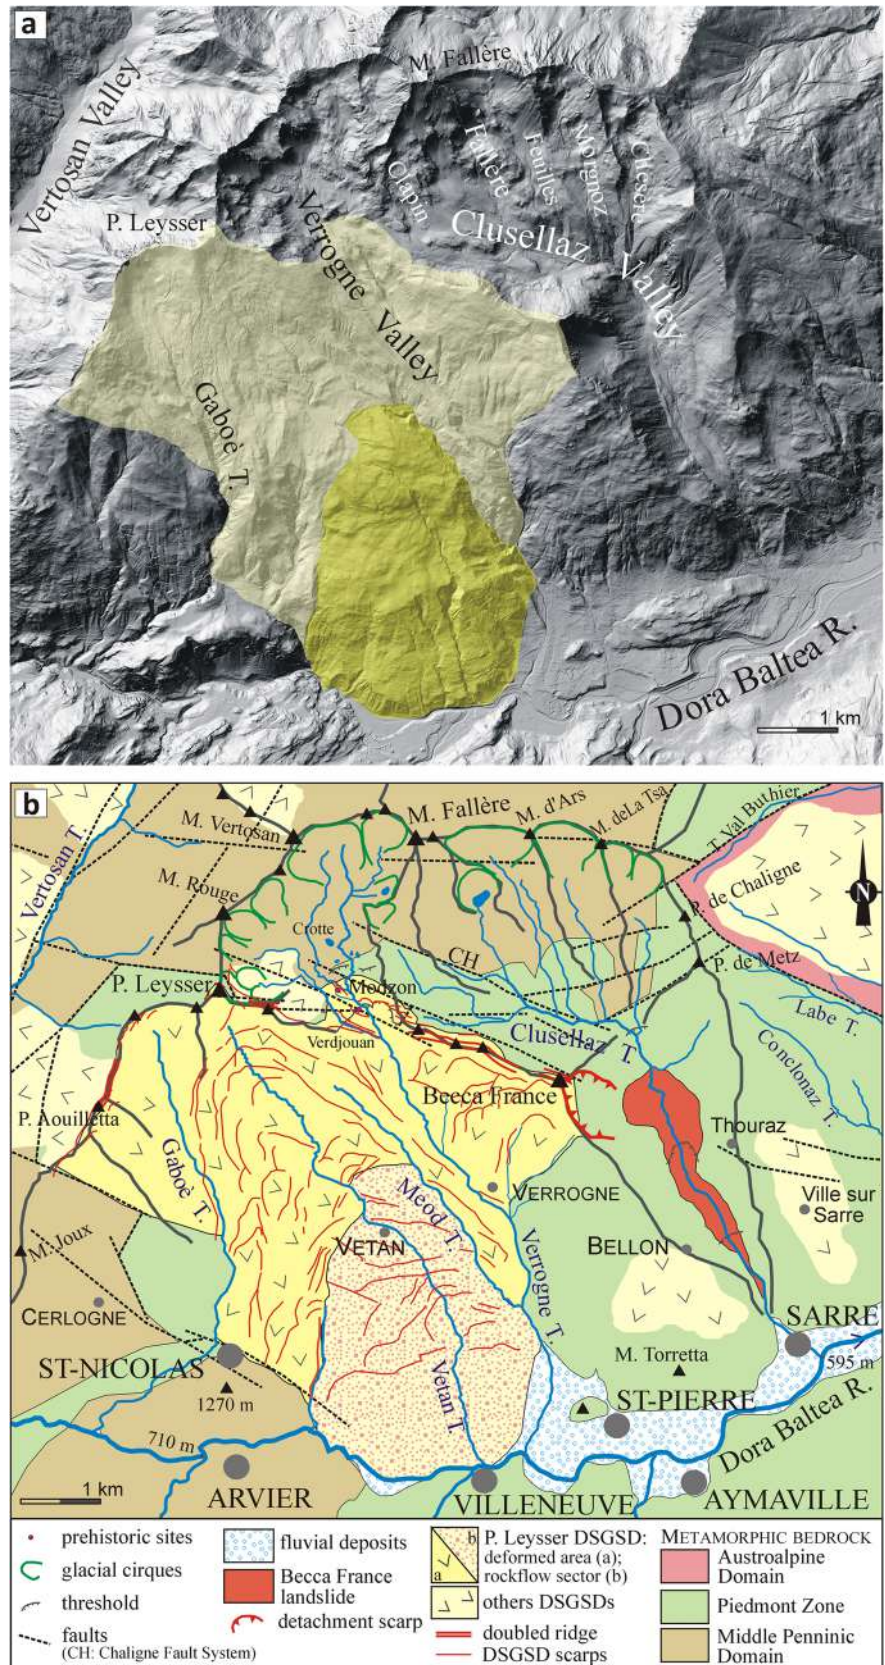 a
M. Fallère
Vertosan Valley
Clapin
Fallère
Feuilles
Morgnoz
Chesère
P. Leysser
Verrogne Valley
Clusellaz Valley
Gaboè T.
Dora Baltea R.
1 km
b
M. Fallère
M. d'Ars
M. deLa Tsa
T. Val Buthier
M. Vertosan
Vertosan T.
M. Rouge
P. de Chaligne
N
Crotte
CH
P. de Metz
P. Leysser
Modzon
Labe T.
Verdjouan
Clusellaz T.
Conclonaz T.
Becca France
P. Aouilletta
Thouraz
Gaboè T.
VERROGNE
Ville sur
Sarre
Meod T.
VETAN
BELLON
M. Joux
Verrogne T.
CERLOGNE
SARRE
ST-NICOLAS
M. Torretta
595 m
1270 m
Vetan T.
ST-PIERRE
710 m
Dora Baltea R.
1 km
ARVIER
VILLENEUVE
AYMAVILLE
prehistoric sites
glacial cirques
threshold
faults
(CH: Chaligne Fault System)
fluvial deposits
Becca France
landslide
detachment scarp
b
a
P. Leysser DSGSD:
deformed area (a);
rockflow sector (b)
others DSGSDs
doubled ridge
DSGSD scarps
METAMORPHIC BEDROCK
Austroalpine
Domain
Piedmont Zone
Middle Penninic
Domain